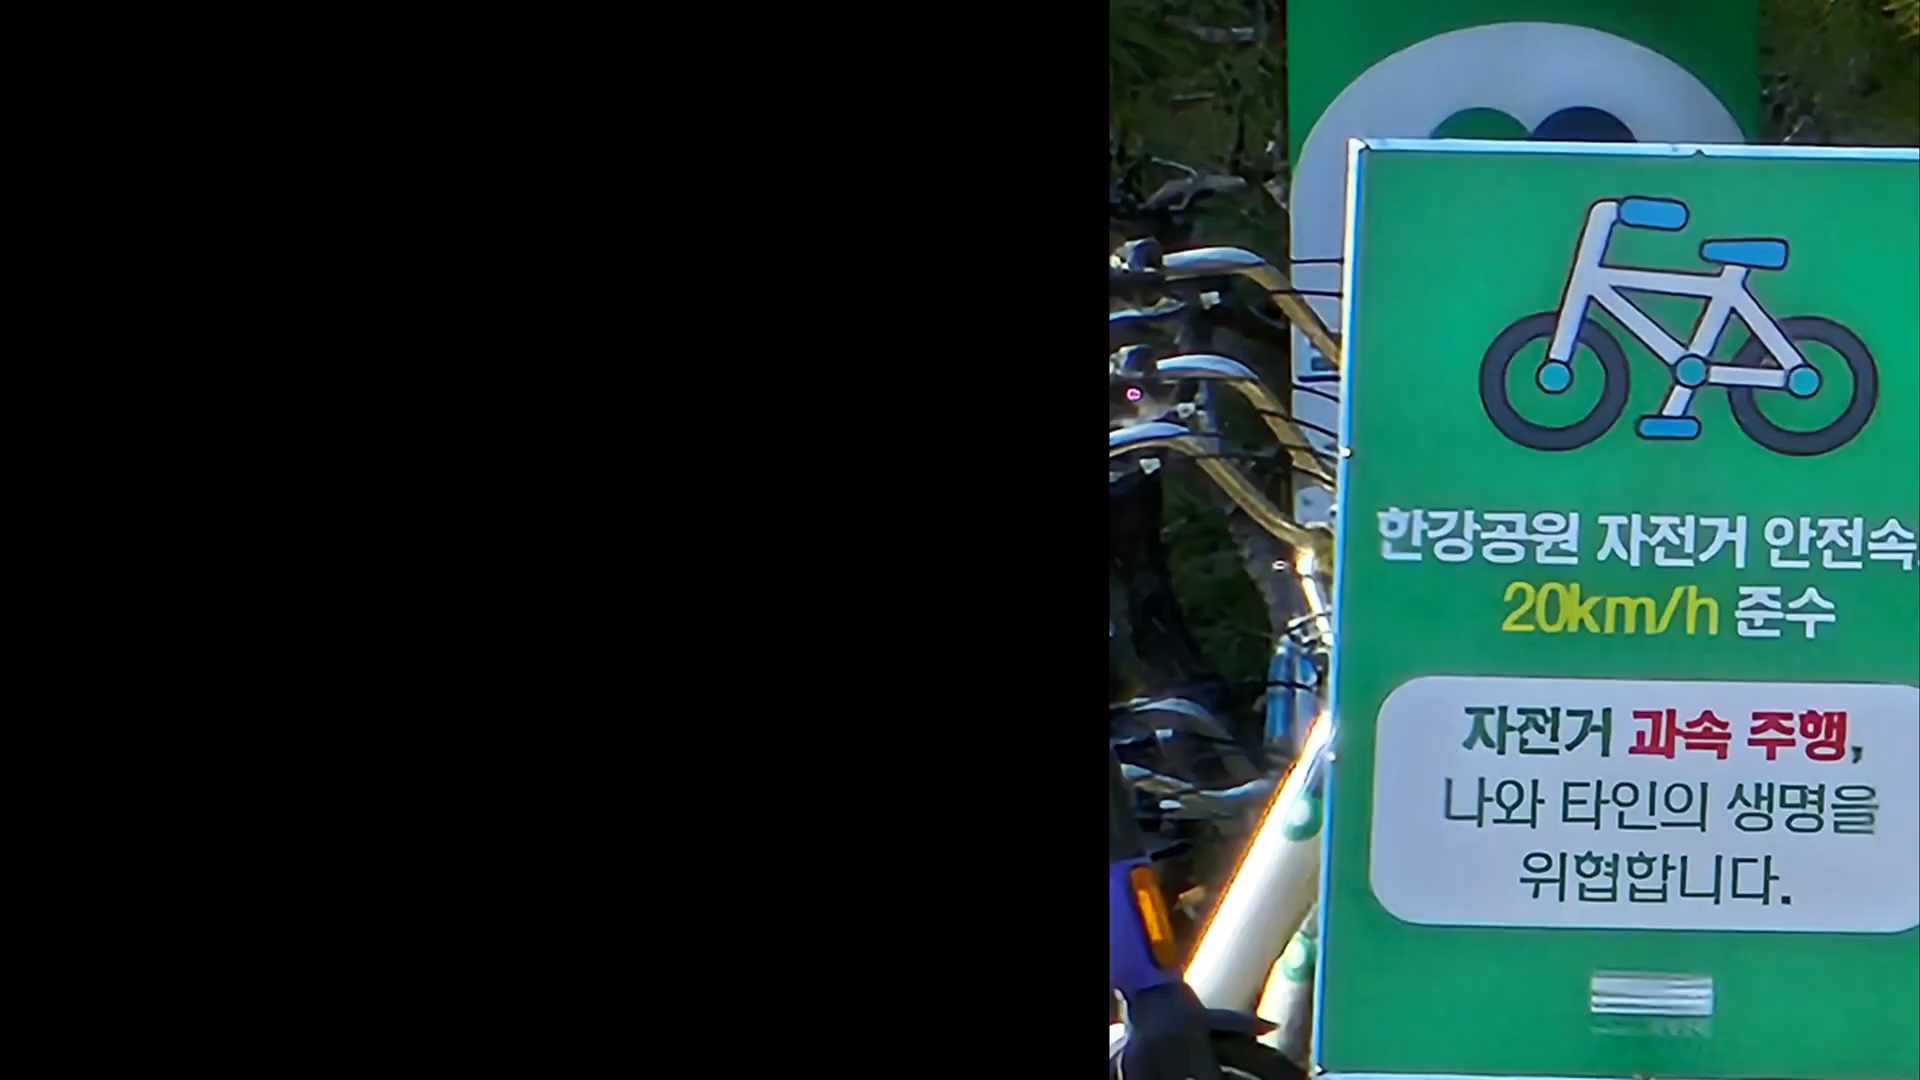 한강공원 자전거 안전속
20km/h 준수
자전거 과속 주행,
나와 타인의 생명을
위협합니다.